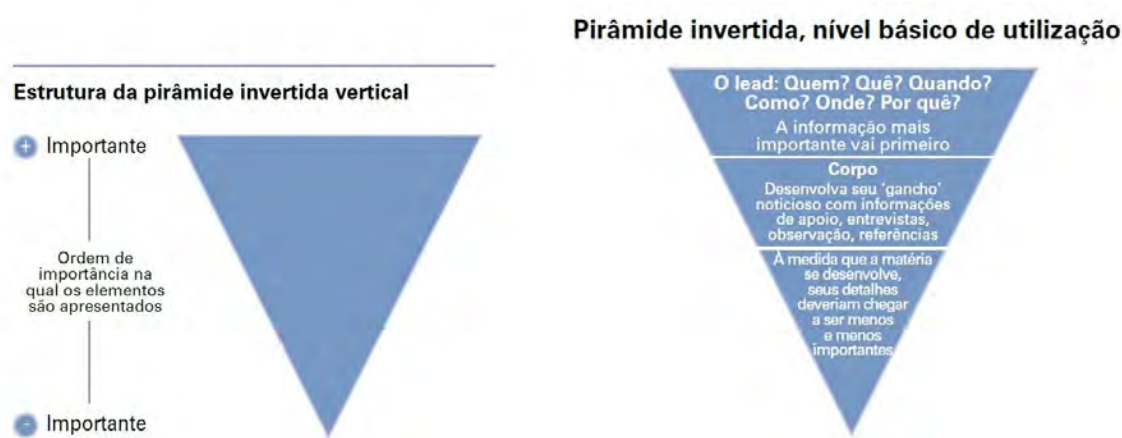 Estrutura da pirâmide invertida vertical
+ Importante
Ordem de
importância na
qual os elementos
são apresentados
- Importante
Pirâmide invertida, nível básico de utilização
O lead: Quem? Quê? Quando?
Como? Onde? Por quê?
A informação mais
importante vai primeiro
Corpo
Desenvolva seu 'gancho'
noticioso com informações
de apoio, entrevistas,
observação, referências
À medida que a matéria
se desenvolve,
seus detalhes
deveriam chegar
a ser menos
e menos
importantes